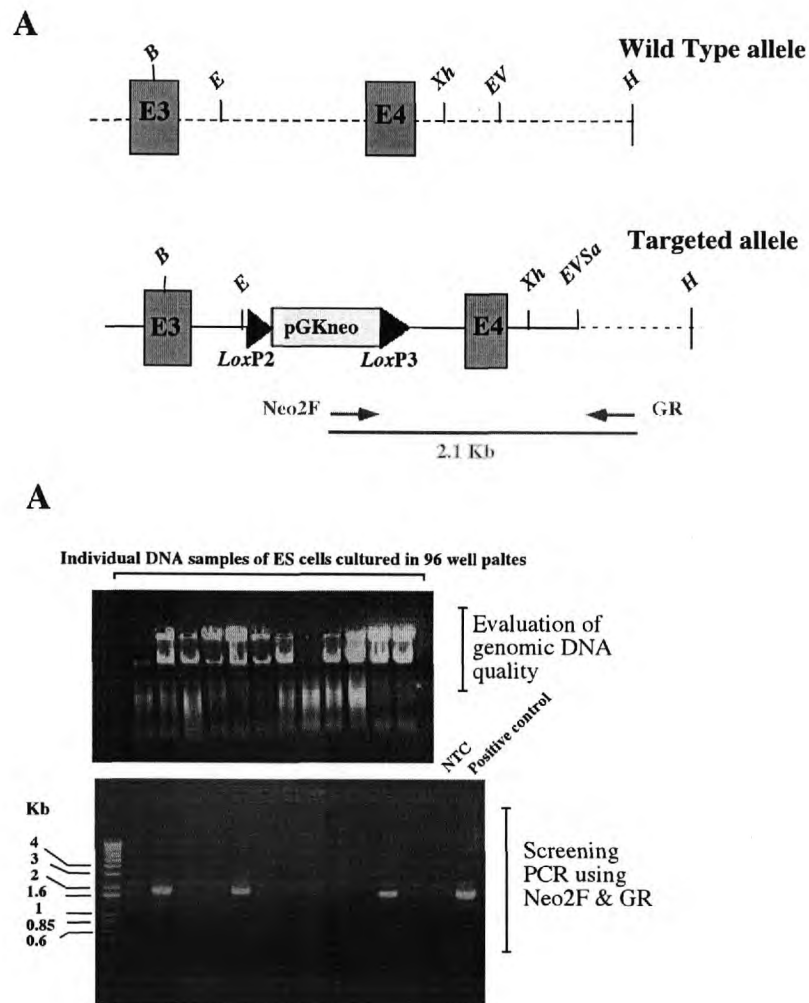 A
B
E
Xh
EV
H
Wild Type allele
E3
E4
Targeted allele
B
E
Xh
EVSa
H
E3
pGKneo
E4
LoxP2
LoxP3
Neo2F
GR
2.1 Kb
A
Individual DNA samples of ES cells cultured in 96 well paltes
Evaluation of
genomic DNA
quality
NTC
Positive control
Kb
4
3
2
1.6
1
0.85
0.6
Screening
PCR using
Neo2F & GR